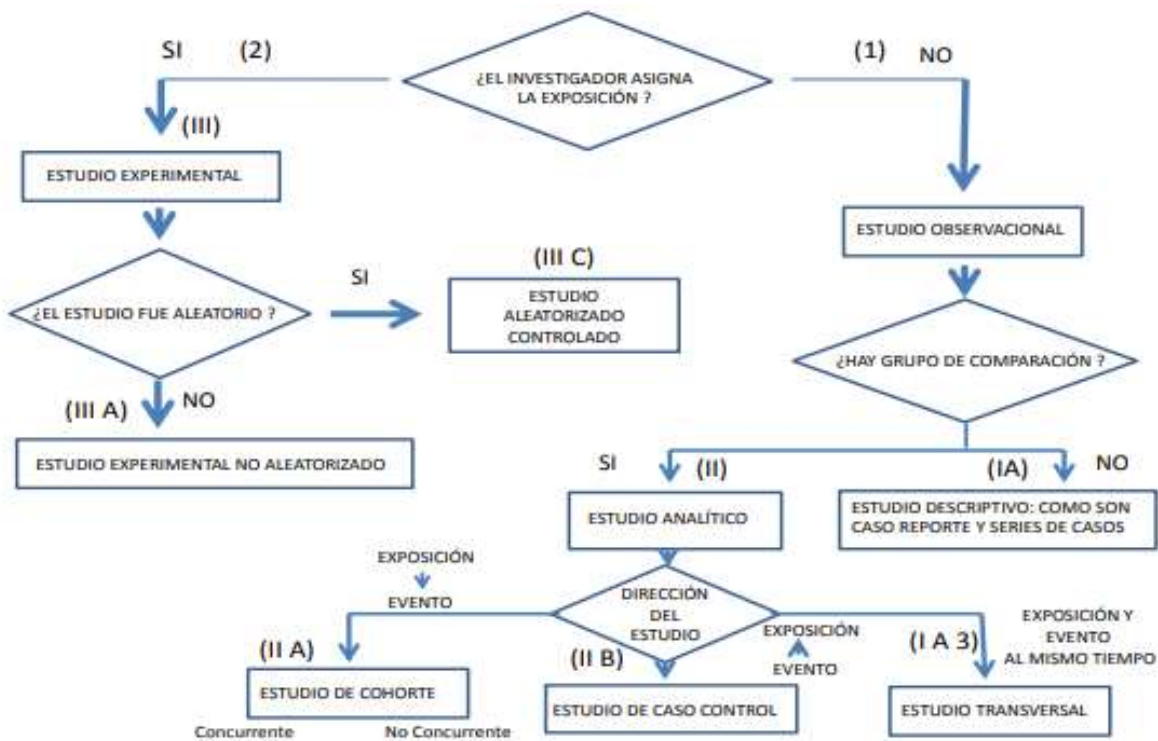 SI (2)
(1) NO
¿EL INVESTIGADOR ASIGNA
LA EXPOSICIÓN ?
(III)
ESTUDIO EXPERIMENTAL
ESTUDIO OBSERVACIONAL
¿EL ESTUDIO FUE ALEATORIO ?
SI
(III C)
ESTUDIO
ALEATORIZADO
CONTROLADO
¿HAY GRUPO DE COMPARACIÓN ?
(III A)
NO
ESTUDIO EXPERIMENTAL NO ALEATORIZADO
SI (II)
(IA) NO
ESTUDIO ANALÍTICO
ESTUDIO DESCRIPTIVO: COMO SON
CASO REPORTE Y SERIES DE CASOS
EXPOSICIÓN
EVENTO
DIRECCIÓN
DEL
ESTUDIO
EXPOSICIÓN
EVENTO
EXPOSICIÓN Y
EVENTO
AL MISMO TIEMPO
(II A)
(II B)
(I A 3)
ESTUDIO DE COHORTE
ESTUDIO DE CASO CONTROL
ESTUDIO TRANSVERSAL
Concurrente No Concurrente